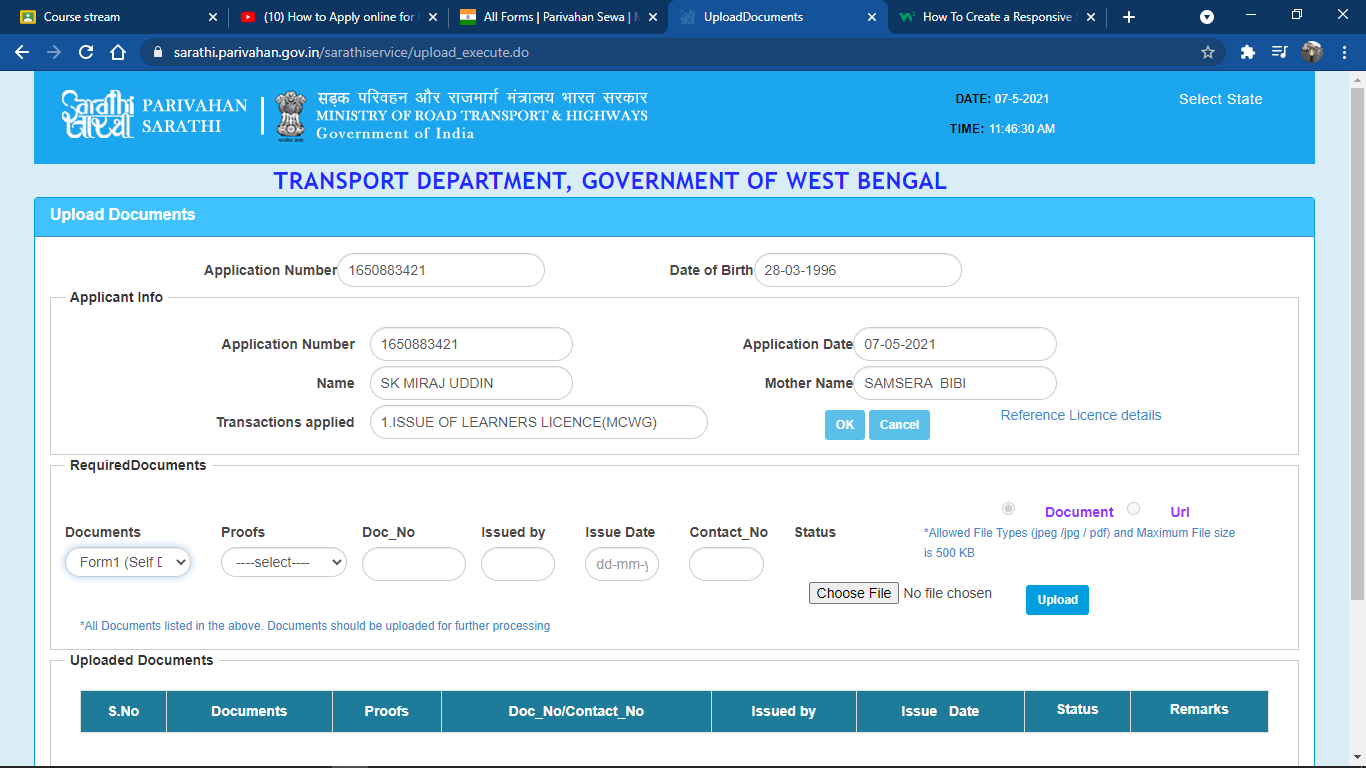 Course stream
(10) How to Apply online for
All Forms | Parivahan Sewa |
UploadDocuments
How To Create a Responsive
sarathi.parivahan.gov.in/sarathiservice/upload_execute.do
Sarathi
सारथी
PARIVAHAN
SARATHI
सड़क परिवहन और राजमार्ग मंत्रालय भारत सरकार
MINISTRY OF ROAD TRANSPORT & HIGHWAYS
Government of India
DATE: 07-5-2021
TIME: 11:46:30 AM
Select State
TRANSPORT DEPARTMENT, GOVERNMENT OF WEST BENGAL
Upload Documents
Application Number 1650883421 Date of Birth 28-03-1996
Applicant Info
Application Number 1650883421 Application Date 07-05-2021
Name SK MIRAJ UDDIN Mother Name SAMSERA BIBI
Transactions applied 1.ISSUE OF LEARNERS LICENCE(MCWG) OK Cancel Reference Licence details
RequiredDocuments
Document Url
Documents Proofs Doc_No Issued by Issue Date Contact_No Status
*Allowed File Types (jpeg /jpg / pdf) and Maximum File size
is 500 KB
Form1 (Self ----select---- dd-mm-
Choose File No file chosen Upload
*All Documents listed in the above. Documents should be uploaded for further processing
Uploaded Documents
S.No Documents Proofs Doc_No/Contact_No Issued by Issue Date Status Remarks